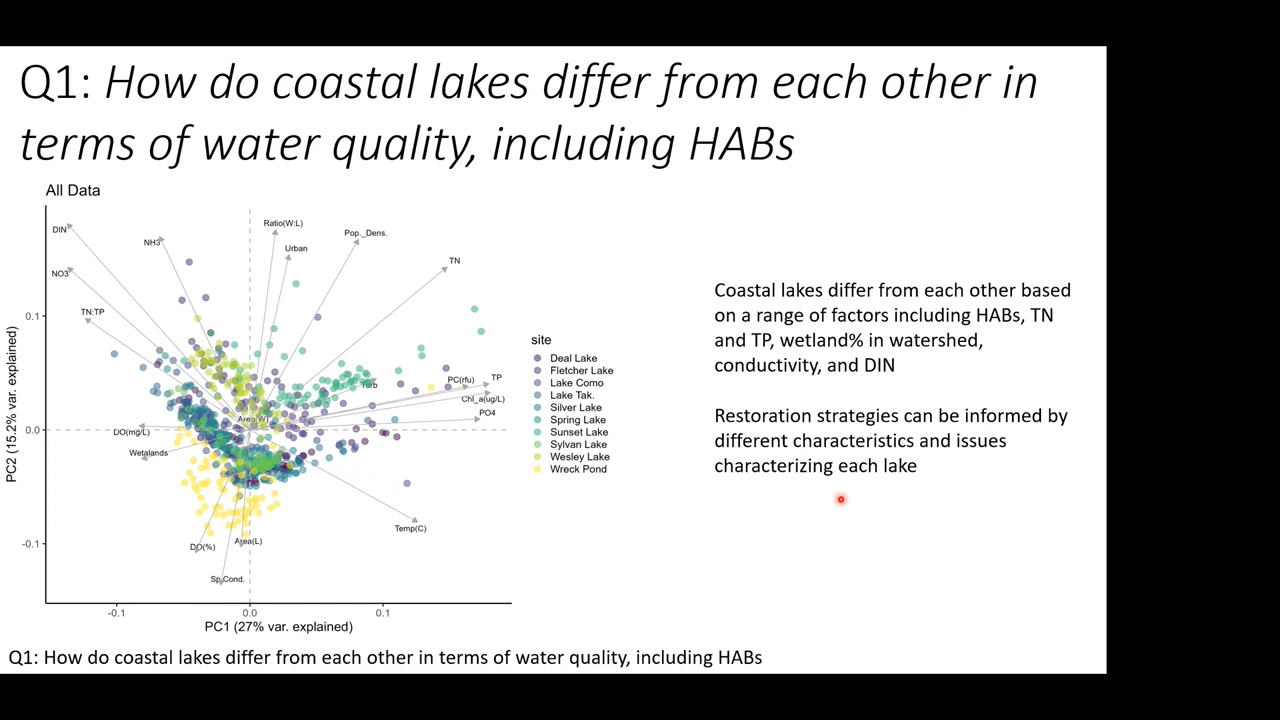 Q1: How do coastal lakes differ from each other in
terms of water quality, including HABs
All Data
DIN
NH3
NO3
TN:TP
Ratio(W:L)
Urban
Pop._Dens.
TN
Turb
PC(rfu)
TP
Chl_a(ug/L)
PO4
DO(mg/L)
Wetalands
Temp(C)
DO(%)
Area(L)
Sp.Cond.
0.1
0.0
-0.1
PC2 (15.2% var. explained)
-0.1
0.0
0.1
PC1 (27% var. explained)
site
Deal Lake
Fletcher Lake
Lake Como
Lake Tak.
Silver Lake
Spring Lake
Sunset Lake
Sylvan Lake
Wesley Lake
Wreck Pond
Coastal lakes differ from each other based
on a range of factors including HABs, TN
and TP, wetland% in watershed,
conductivity, and DIN
Restoration strategies can be informed by
different characteristics and issues
characterizing each lake
Q1: How do coastal lakes differ from each other in terms of water quality, including HABs